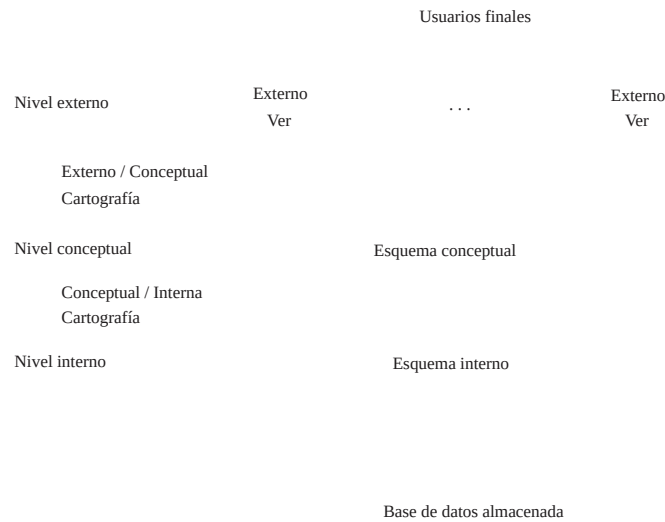 Usuarios finales
Nivel externo
Externo
Ver
. . .
Externo
Ver
Externo / Conceptual
Cartografía
Nivel conceptual
Esquema conceptual
Conceptual / Interna
Cartografía
Nivel interno
Esquema interno
Base de datos almacenada